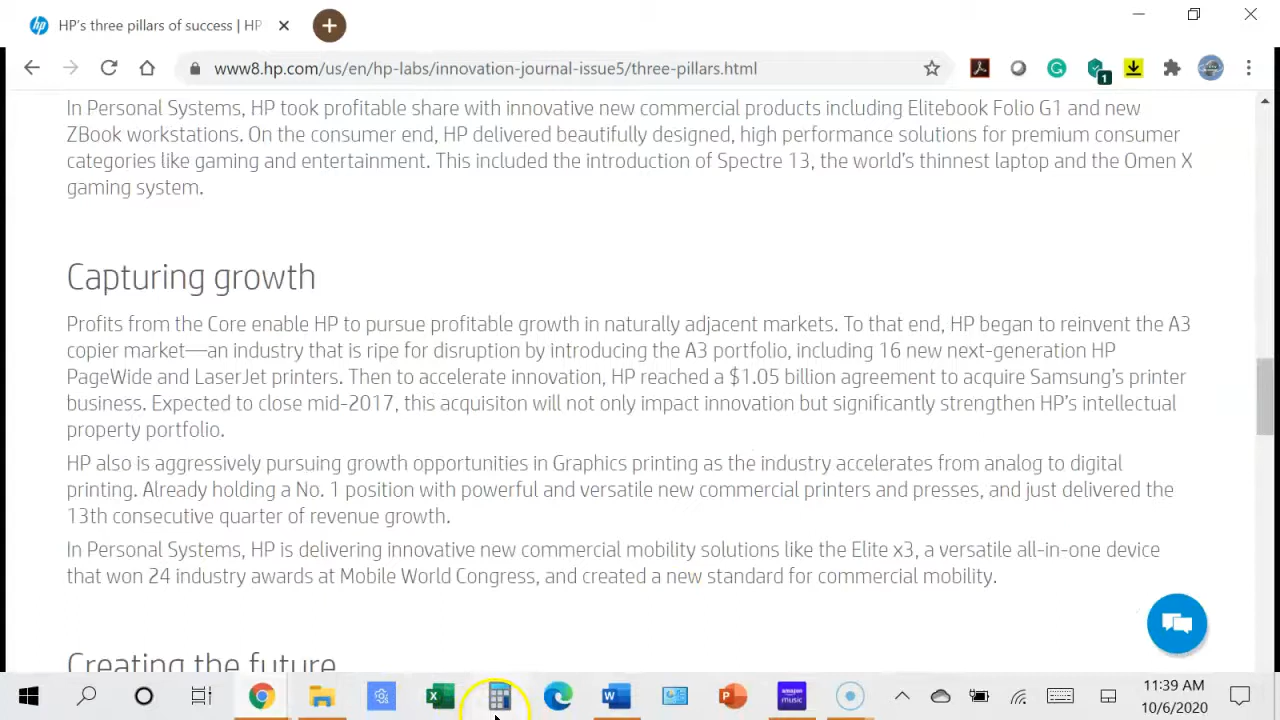 HP's three pillars of success | HP
www8.hp.com/us/en/hp-labs/innovation-journal-issue5/three-pillars.html
1
In Personal Systems, HP took profitable share with innovative new commercial products including Elitebook Folio G1 and new
ZBook workstations. On the consumer end, HP delivered beautifully designed, high performance solutions for premium consumer
categories like gaming and entertainment. This included the introduction of Spectre 13, the world's thinnest laptop and the Omen X
gaming system.
Capturing growth
Profits from the Core enable HP to pursue profitable growth in naturally adjacent markets. To that end, HP began to reinvent the A3
copier market—an industry that is ripe for disruption by introducing the A3 portfolio, including 16 new next-generation HP
PageWide and LaserJet printers. Then to accelerate innovation, HP reached a $1.05 billion agreement to acquire Samsung's printer
business. Expected to close mid-2017, this acquisiton will not only impact innovation but significantly strengthen HP's intellectual
property portfolio.
HP also is aggressively pursuing growth opportunities in Graphics printing as the industry accelerates from analog to digital
printing. Already holding a No. 1 position with powerful and versatile new commercial printers and presses, and just delivered the
13th consecutive quarter of revenue growth.
In Personal Systems, HP is delivering innovative new commercial mobility solutions like the Elite x3, a versatile all-in-one device
that won 24 industry awards at Mobile World Congress, and created a new standard for commercial mobility.
Creating the future
amazon music
11:39 AM
10/6/2020